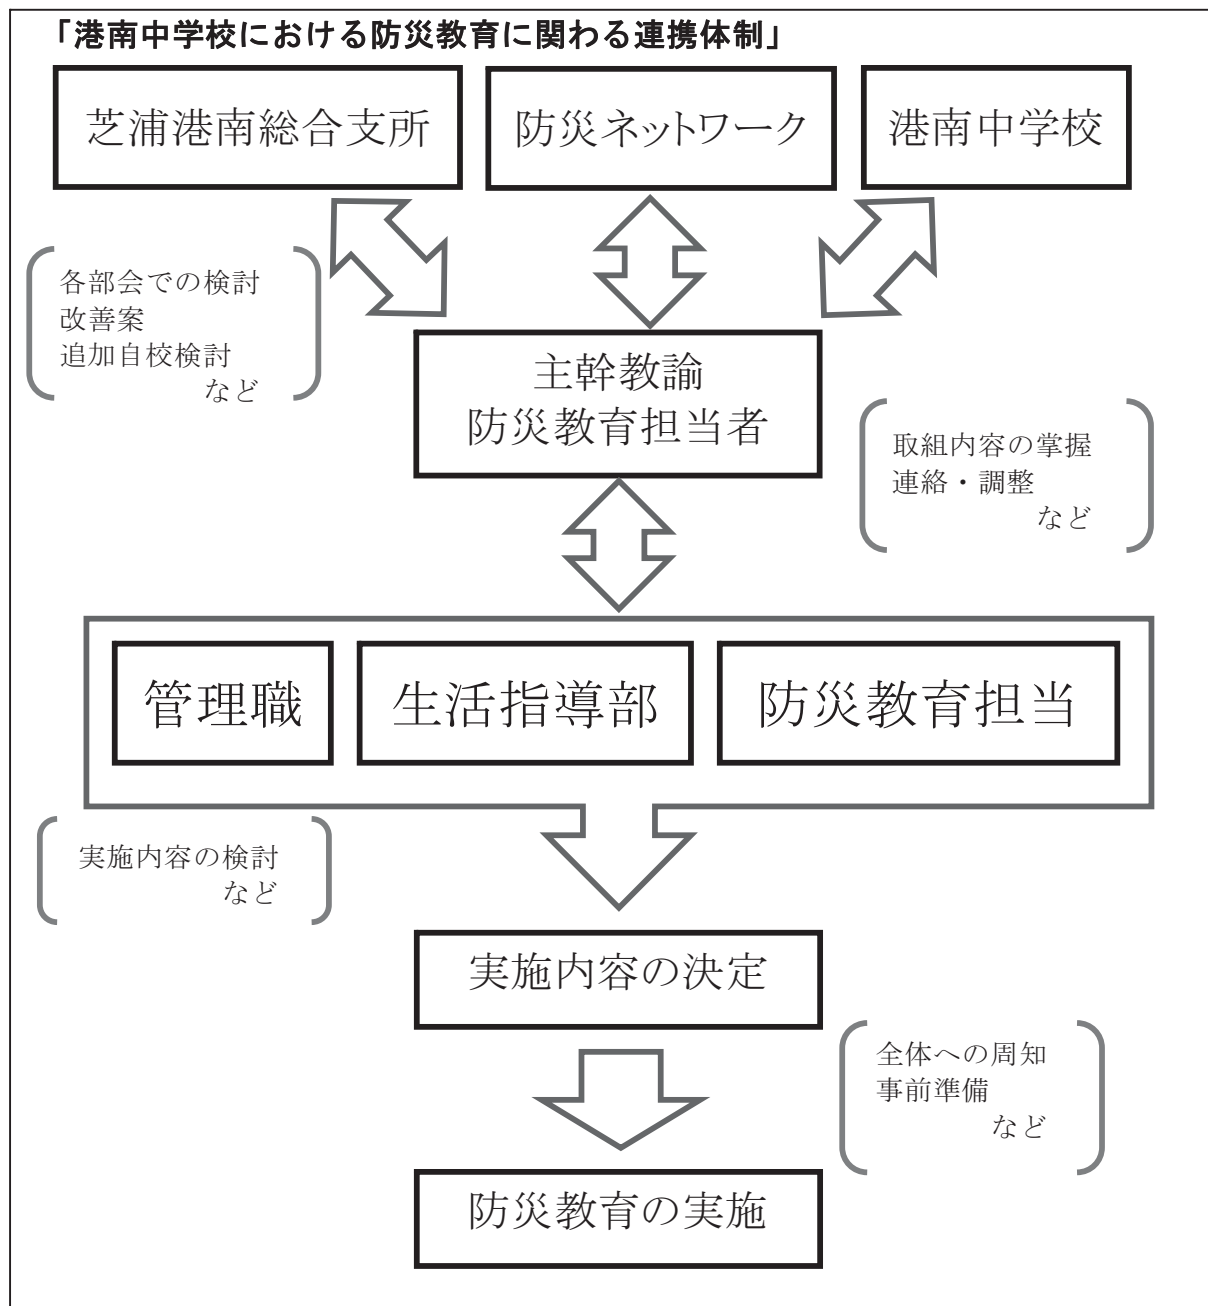 「港南中学校における防災教育に関わる連携体制」
芝浦港南総合支所
防災ネットワーク
港南中学校
各部会での検討
改善案
追加自校検討
など
主幹教諭
防災教育担当者
取組内容の掌握
連絡・調整
など
管理職
生活指導部
防災教育担当
実施内容の検討
など
実施内容の決定
全体への周知
事前準備
など
防災教育の実施